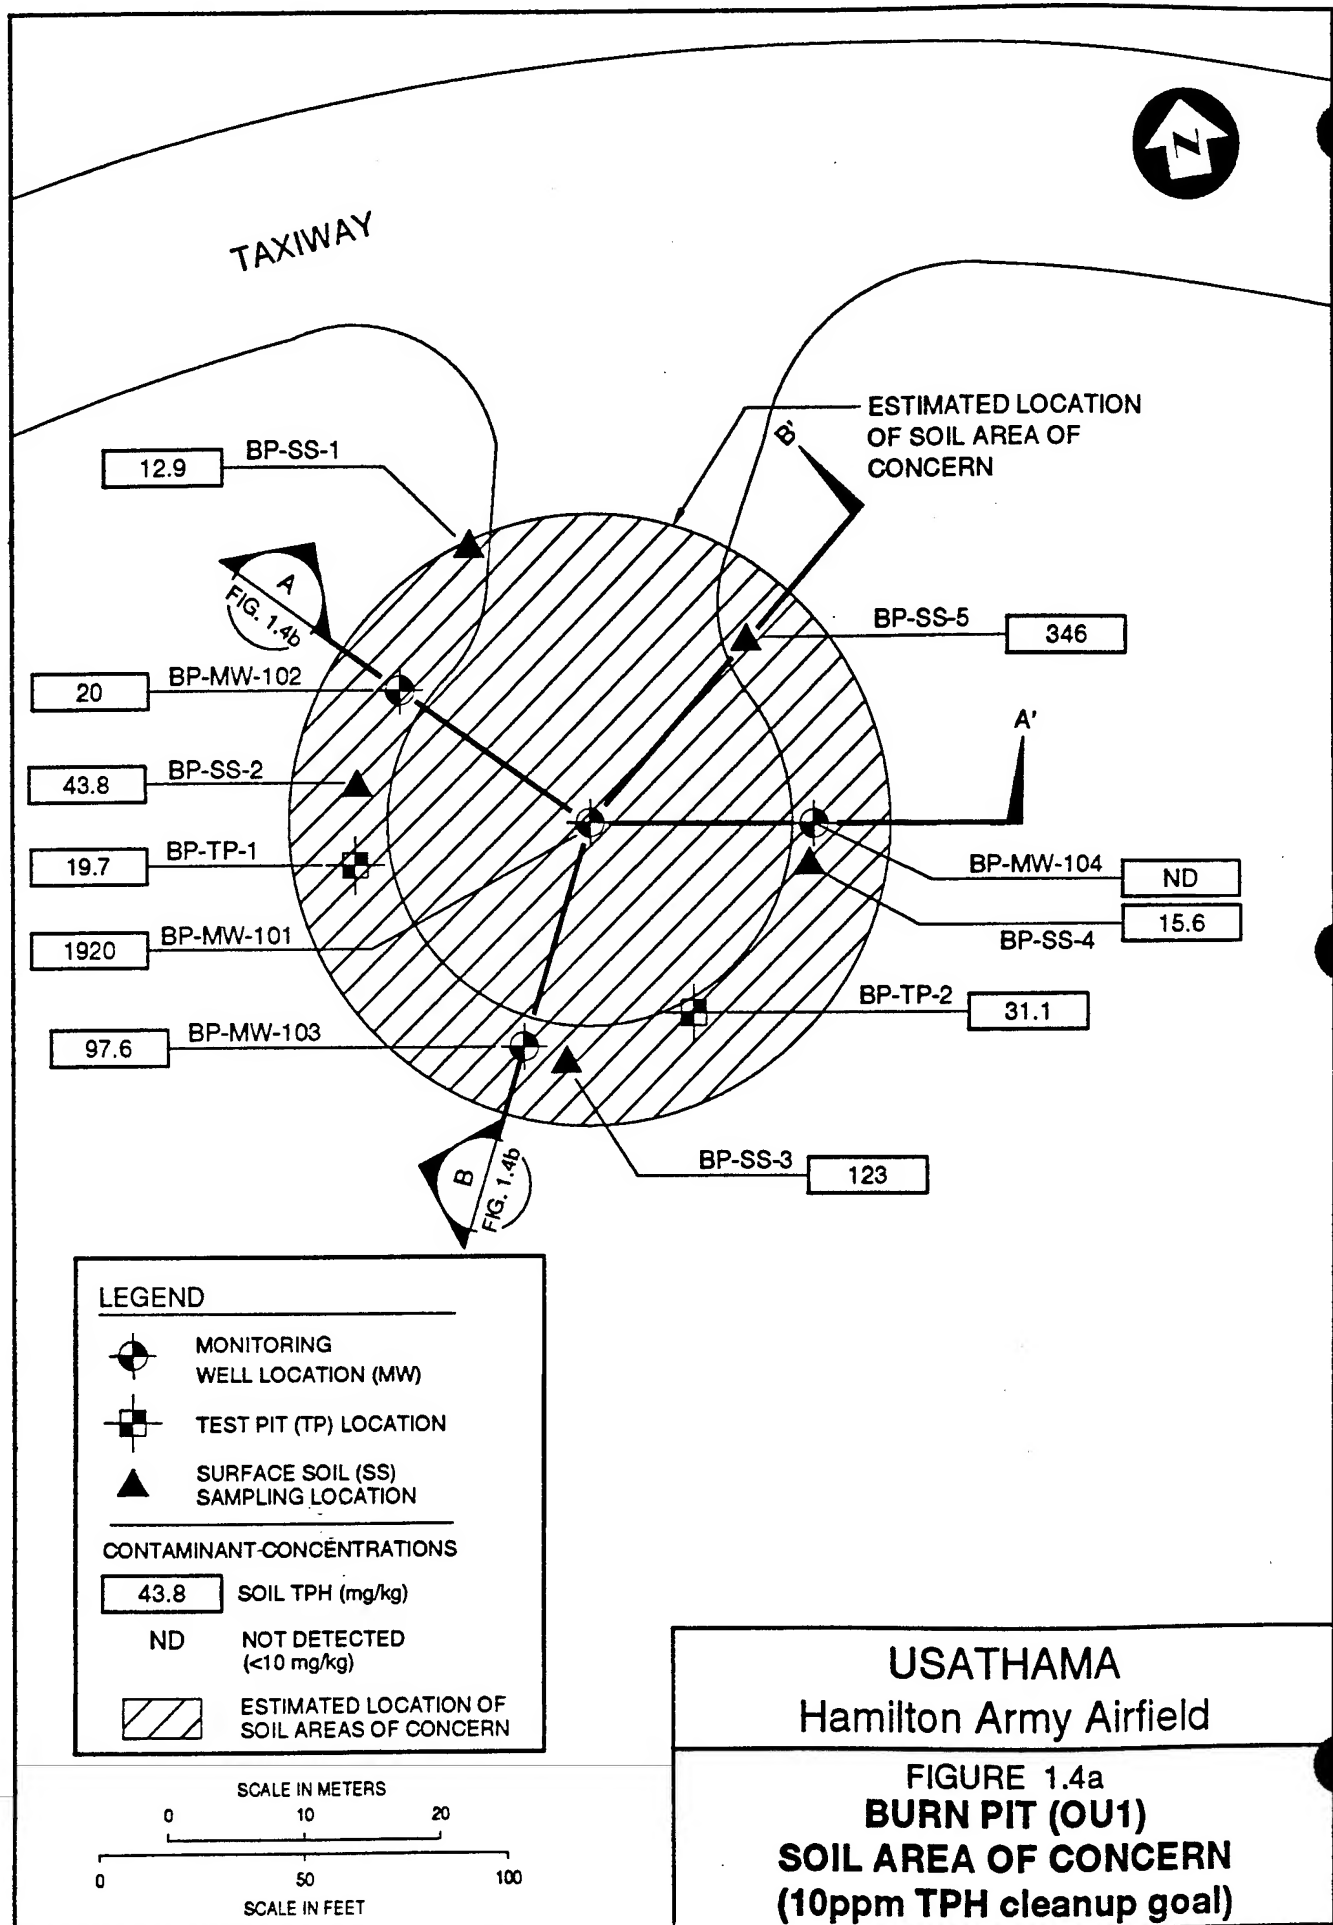 N
TAXIWAY
ESTIMATED LOCATION
OF SOIL AREA OF
CONCERN
B'
12.9 BP-SS-1
A
FIG. 1.4b
BP-SS-5 346
20 BP-MW-102
A'
43.8 BP-SS-2
19.7 BP-TP-1
BP-MW-104 ND
BP-SS-4 15.6
1920 BP-MW-101
BP-TP-2 31.1
97.6 BP-MW-103
B
FIG. 1.4b
BP-SS-3 123
LEGEND
MONITORING
WELL LOCATION (MW)
TEST PIT (TP) LOCATION
SURFACE SOIL (SS)
SAMPLING LOCATION
CONTAMINANT CONCENTRATIONS
43.8 SOIL TPH (mg/kg)
ND NOT DETECTED
(<10 mg/kg)
ESTIMATED LOCATION OF
SOIL AREAS OF CONCERN
SCALE IN METERS
0 10 20
0 50 100
SCALE IN FEET
USATHAMA
Hamilton Army Airfield
FIGURE 1.4a
BURN PIT (OU1)
SOIL AREA OF CONCERN
(10ppm TPH cleanup goal)